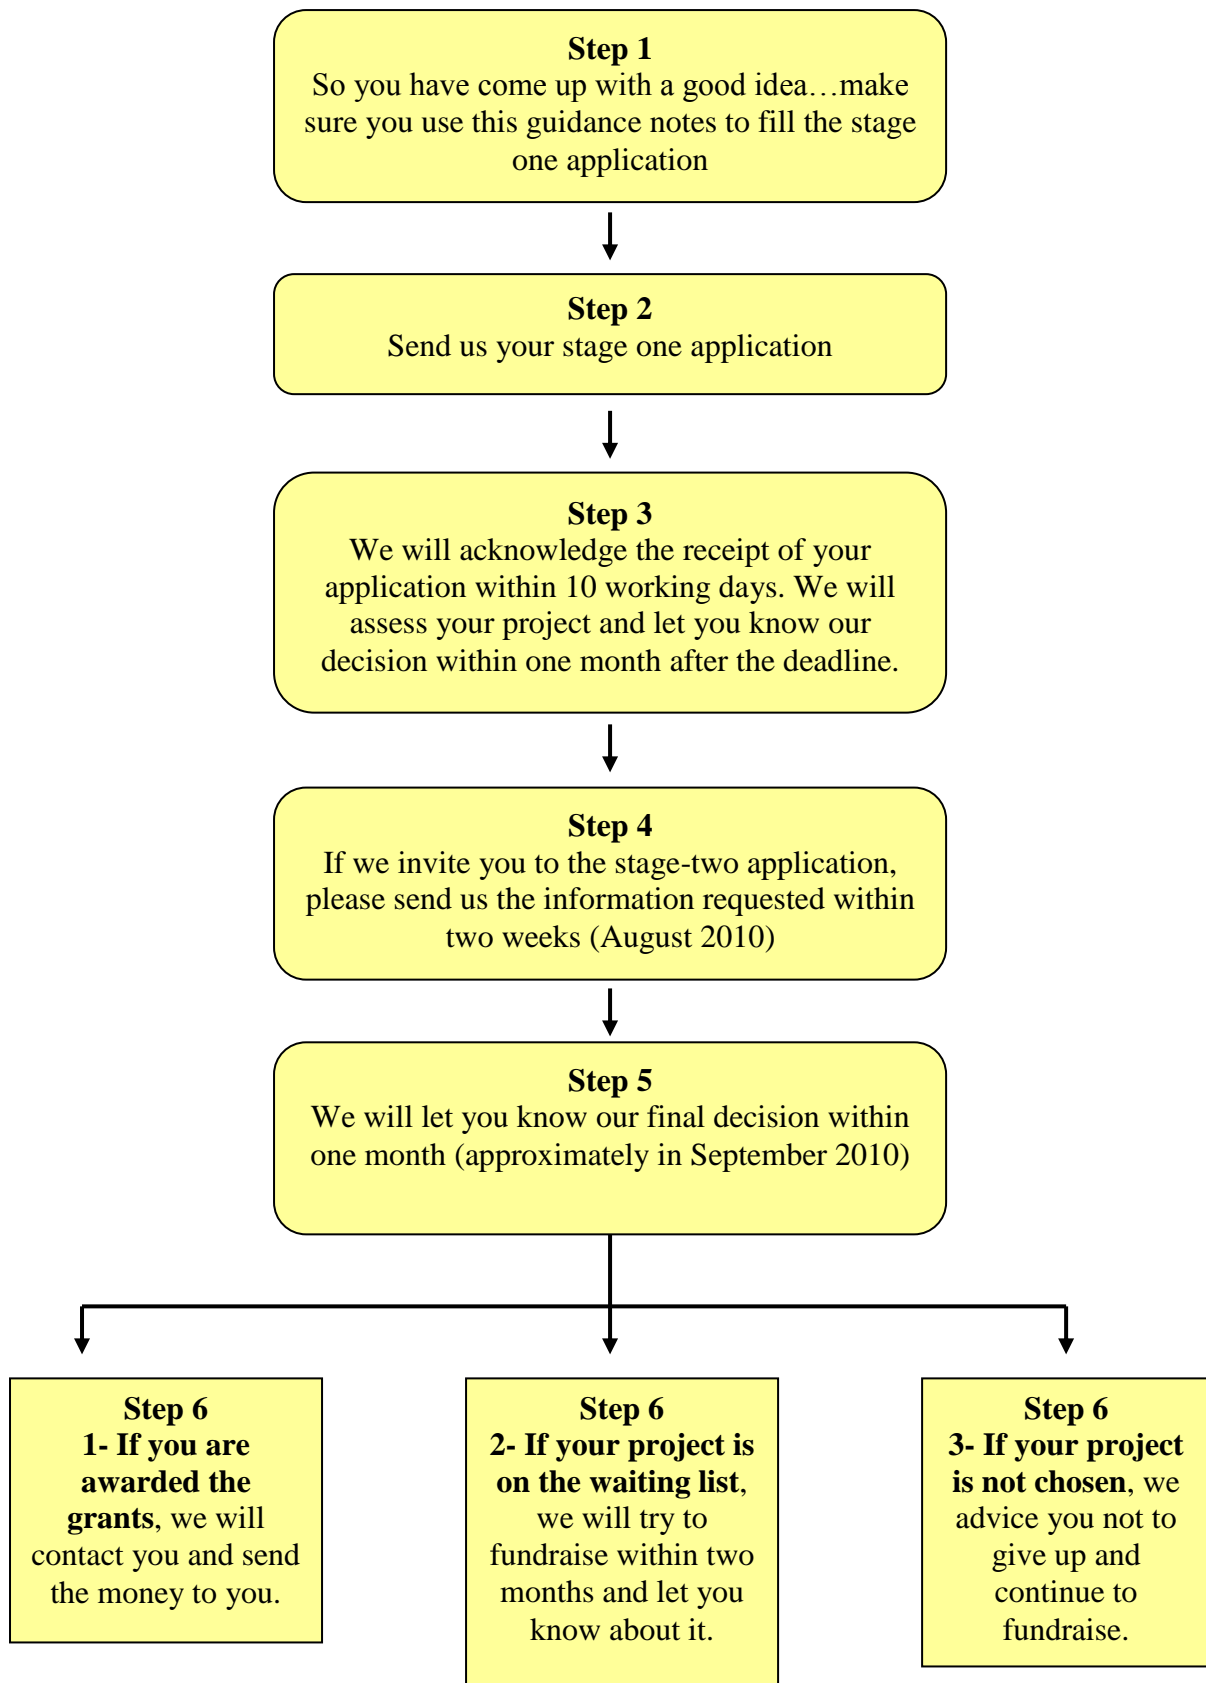 Step 1
So you have come up with a good idea…make
sure you use this guidance notes to fill the stage
one application
Step 2
Send us your stage one application
Step 3
We will acknowledge the receipt of your
application within 10 working days. We will
assess your project and let you know our
decision within one month after the deadline.
Step 4
If we invite you to the stage-two application,
please send us the information requested within
two weeks (August 2010)
Step 5
We will let you know our final decision within
one month (approximately in September 2010)
Step 6
1- If you are
awarded the
grants, we will
contact you and send
the money to you.
Step 6
2- If your project is
on the waiting list,
we will try to
fundraise within two
months and let you
know about it.
Step 6
3- If your project
is not chosen, we
advice you not to
give up and
continue to
fundraise.